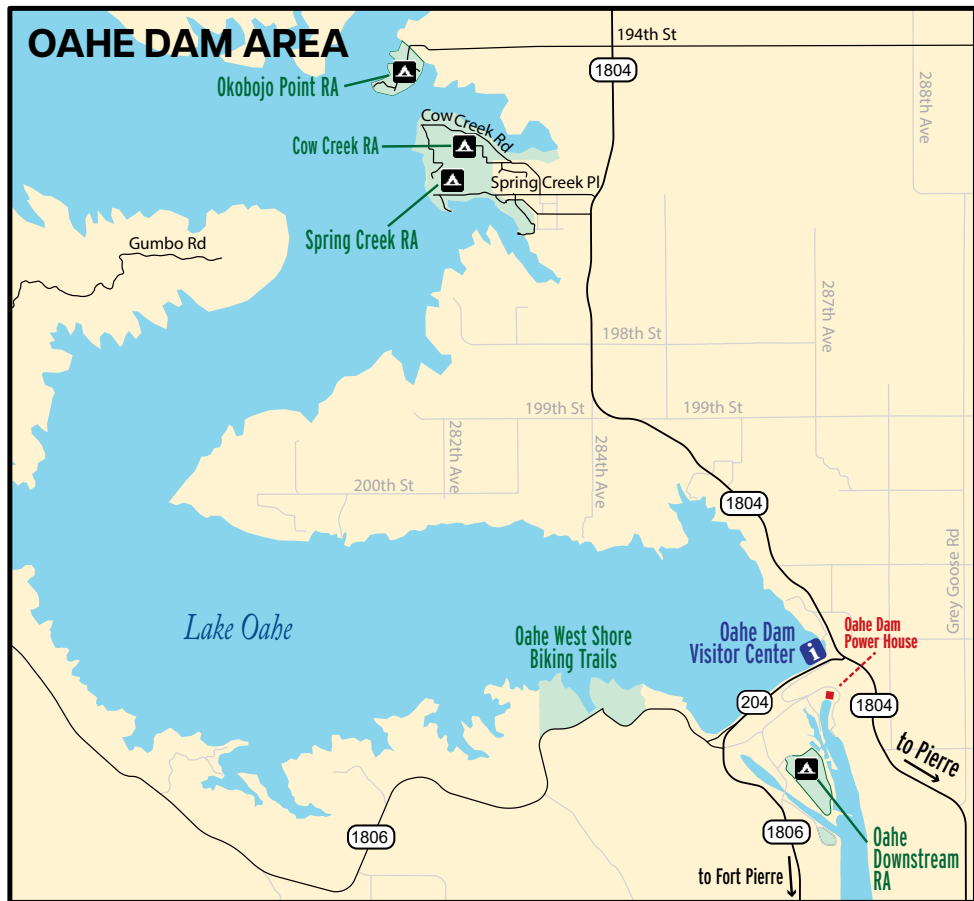 OAHE DAM AREA
194th St
1804
Okobojo Point RA
288th Ave
Cow Creek Rd
Cow Creek RA
Spring Creek Pl
Spring Creek RA
Gumbo Rd
287th Ave
198th St
199th St
199th St
282th Ave
284th Ave
200th St
1804
Grey Goose Rd
Lake Oahe
Oahe West Shore
Biking Trails
Oahe Dam
Visitor Center
i
Oahe Dam
Power House
204
1804
to Pierre
1806
1806
Oahe
Downstream
RA
to Fort Pierre